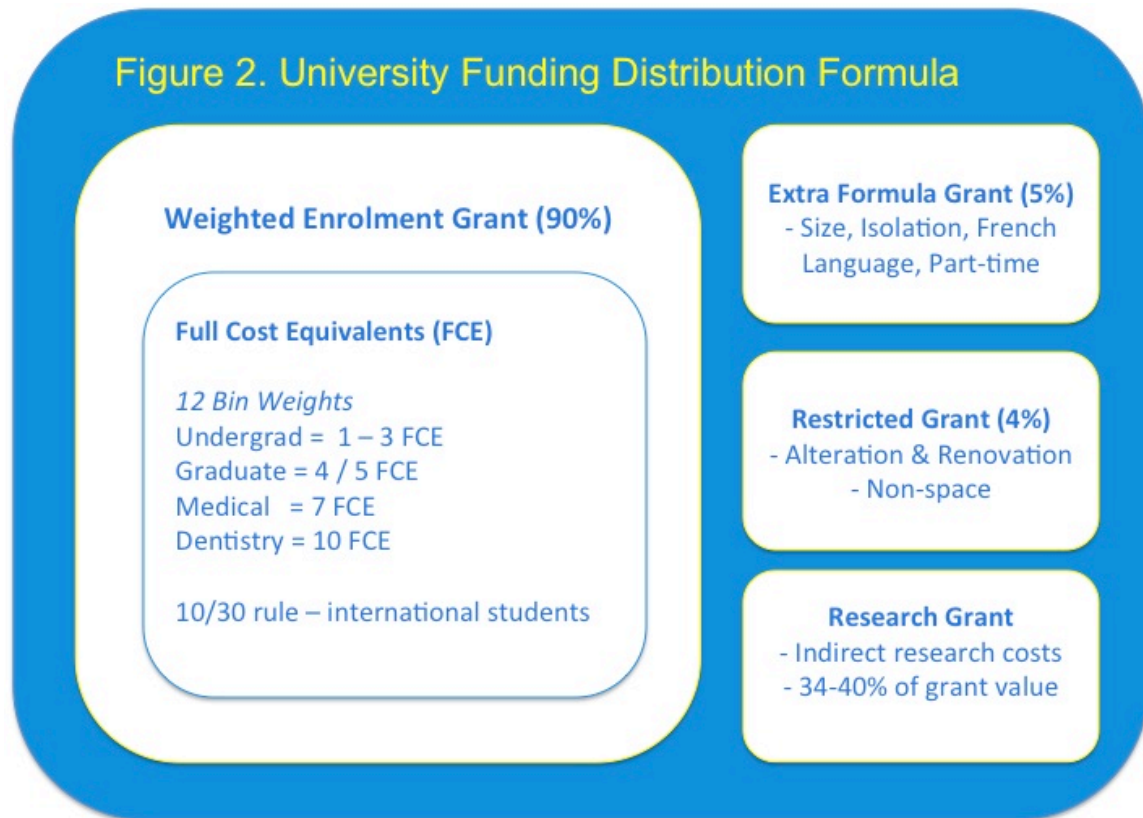 Figure 2. University Funding Distribution Formula
Weighted Enrolment Grant (90%)
Full Cost Equivalents (FCE)
12 Bin Weights
Undergrad = 1 – 3 FCE
Graduate = 4 / 5 FCE
Medical = 7 FCE
Dentistry = 10 FCE
10/30 rule – international students
Extra Formula Grant (5%)
- Size, Isolation, French
Language, Part-time
Restricted Grant (4%)
- Alteration & Renovation
- Non-space
Research Grant
- Indirect research costs
- 34-40% of grant value